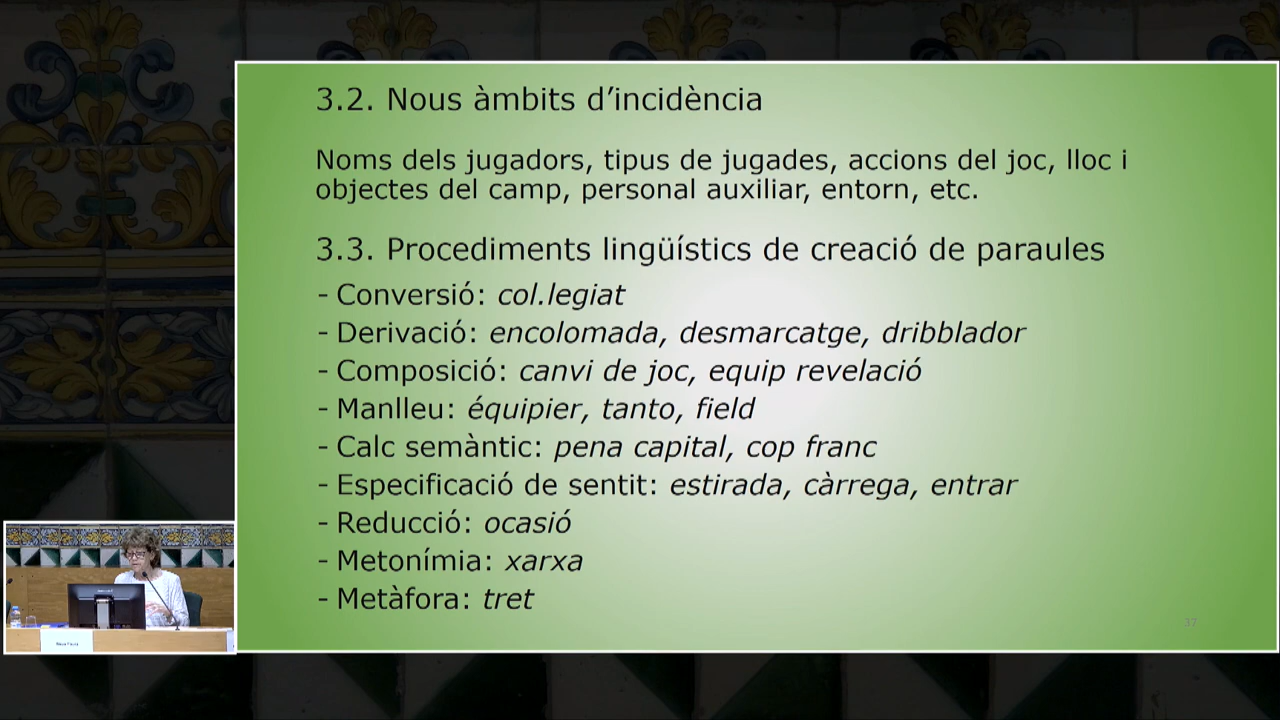 3.2. Nous àmbits d’incidència
Noms dels jugadors, tipus de jugades, accions del joc, lloc i
objectes del camp, personal auxiliar, entorn, etc.
3.3. Procediments lingüístics de creació de paraules
- Conversió: col.legiat
- Derivació: encolomada, desmarcatge, dribblador
- Composició: canvi de joc, equip revelació
- Manlleu: équipier, tanto, field
- Calc semàntic: pena capital, cop franc
- Especificació de sentit: estirada, càrrega, entrar
- Reducció: ocasió
- Metonímia: xarxa
- Metàfora: tret
37